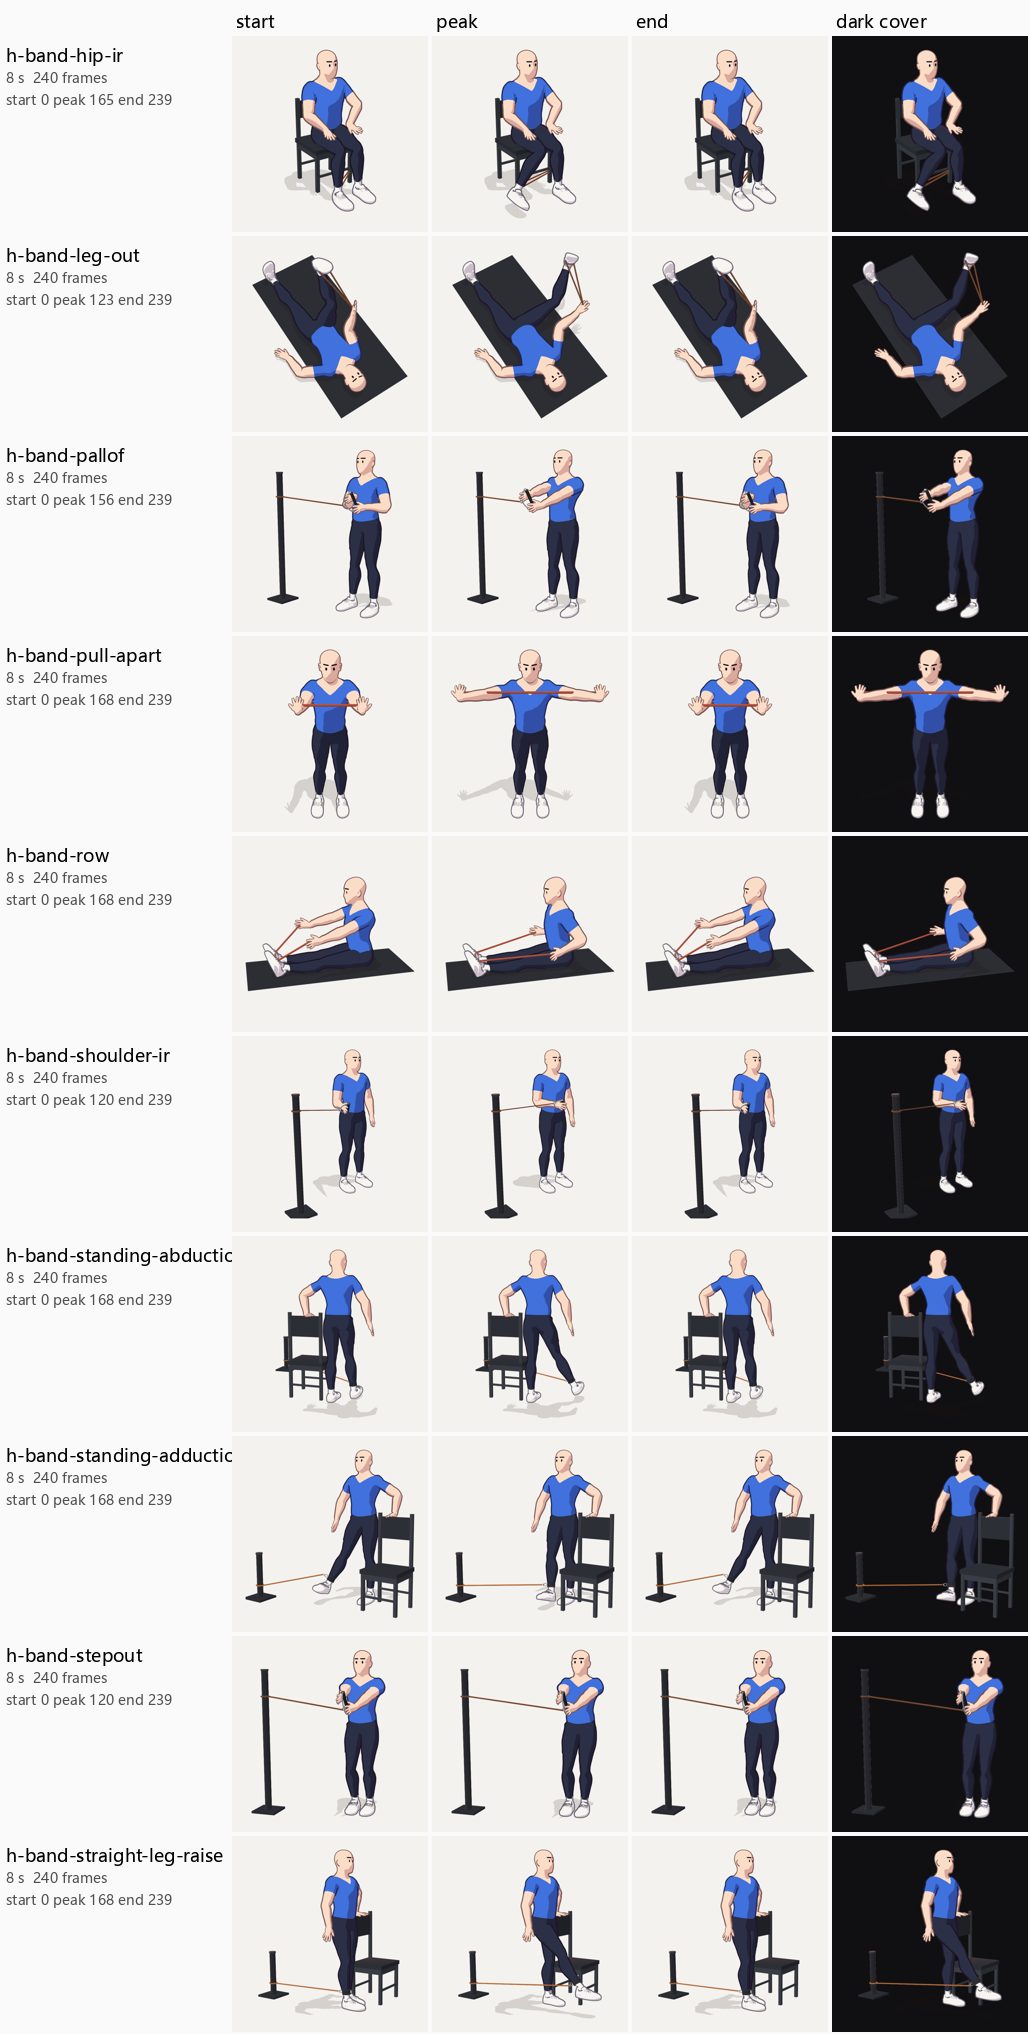 start peak end dark cover
h-band-hip-ir
8 s 240 frames
start 0 peak 165 end 239
h-band-leg-out
8 s 240 frames
start 0 peak 123 end 239
h-band-pallof
8 s 240 frames
start 0 peak 156 end 239
h-band-pull-apart
8 s 240 frames
start 0 peak 168 end 239
h-band-row
8 s 240 frames
start 0 peak 168 end 239
h-band-shoulder-ir
8 s 240 frames
start 0 peak 120 end 239
h-band-standing-abductic
8 s 240 frames
start 0 peak 168 end 239
h-band-standing-adductic
8 s 240 frames
start 0 peak 168 end 239
h-band-stepout
8 s 240 frames
start 0 peak 120 end 239
h-band-straight-leg-raise
8 s 240 frames
start 0 peak 168 end 239